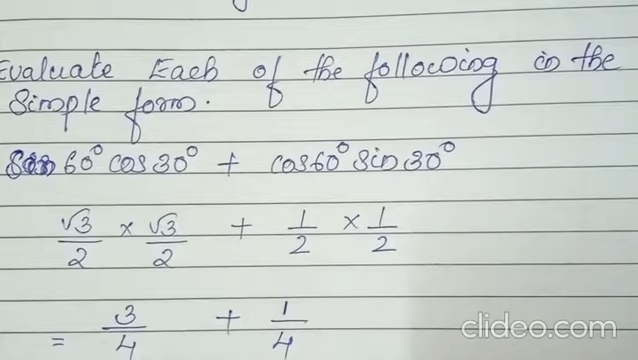 Evaluate Each of the following in the
simple form.
Sin 60° cos 30° + cos 60° sin 30°
√3/2 × √3/2 + 1/2 × 1/2
= 3/4 + 1/4
clideo.com